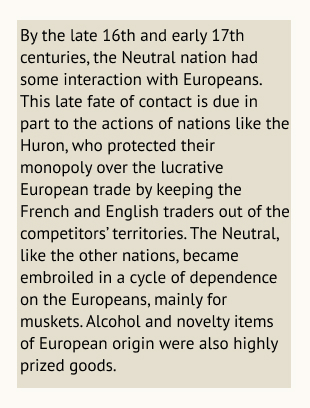 By the late 16th and early 17th
centuries, the Neutral nation had
some interaction with Europeans.
This late fate of contact is due in
part to the actions of nations like the
Huron, who protected their
monopoly over the lucrative
European trade by keeping the
French and English traders out of the
competitors’ territories. The Neutral,
like the other nations, became
embroiled in a cycle of dependence
on the Europeans, mainly for
muskets. Alcohol and novelty items
of European origin were also highly
prized goods.